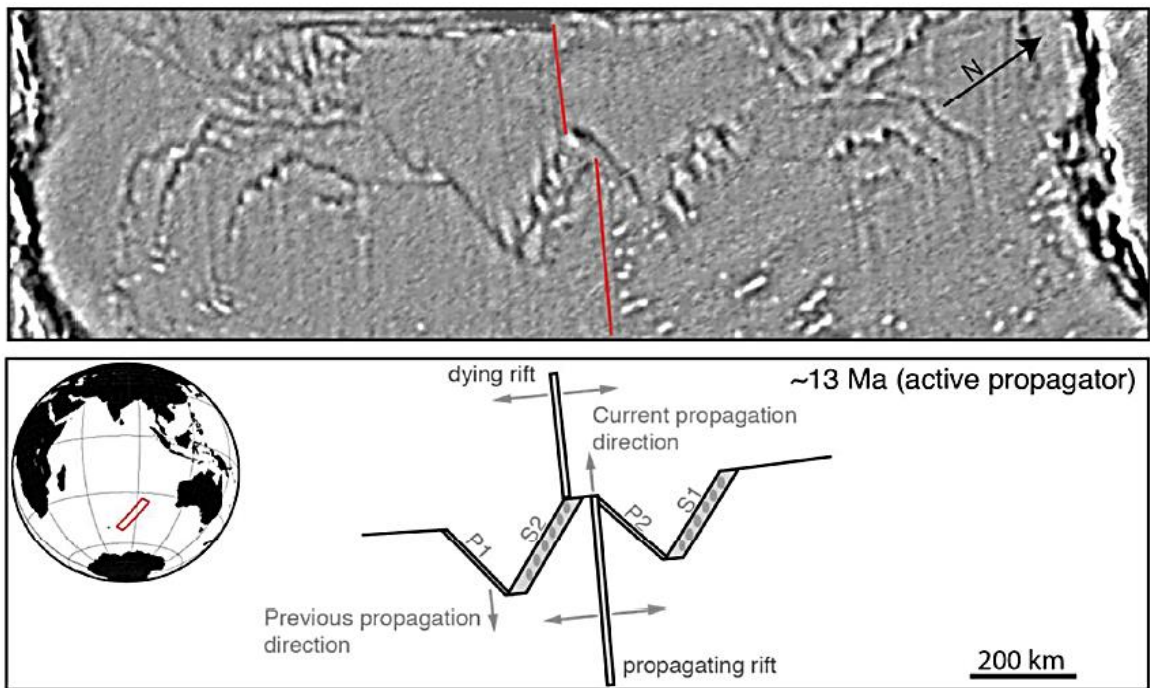 N
dying rift
~13 Ma (active propagator)
Current propagation
direction
P1
S2
P2
S1
Previous propagation
direction
propagating rift
200 km